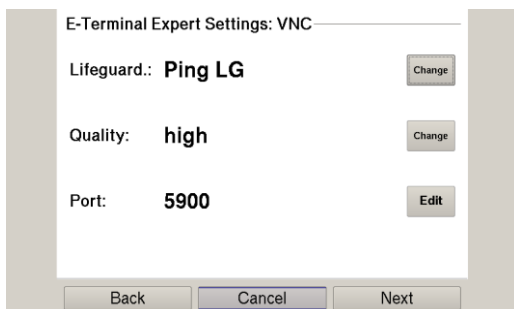 E-Terminal Expert Settings: VNC
Lifeguard.: Ping LG Change
Quality: high Change
Port: 5900 Edit
Back Cancel Next